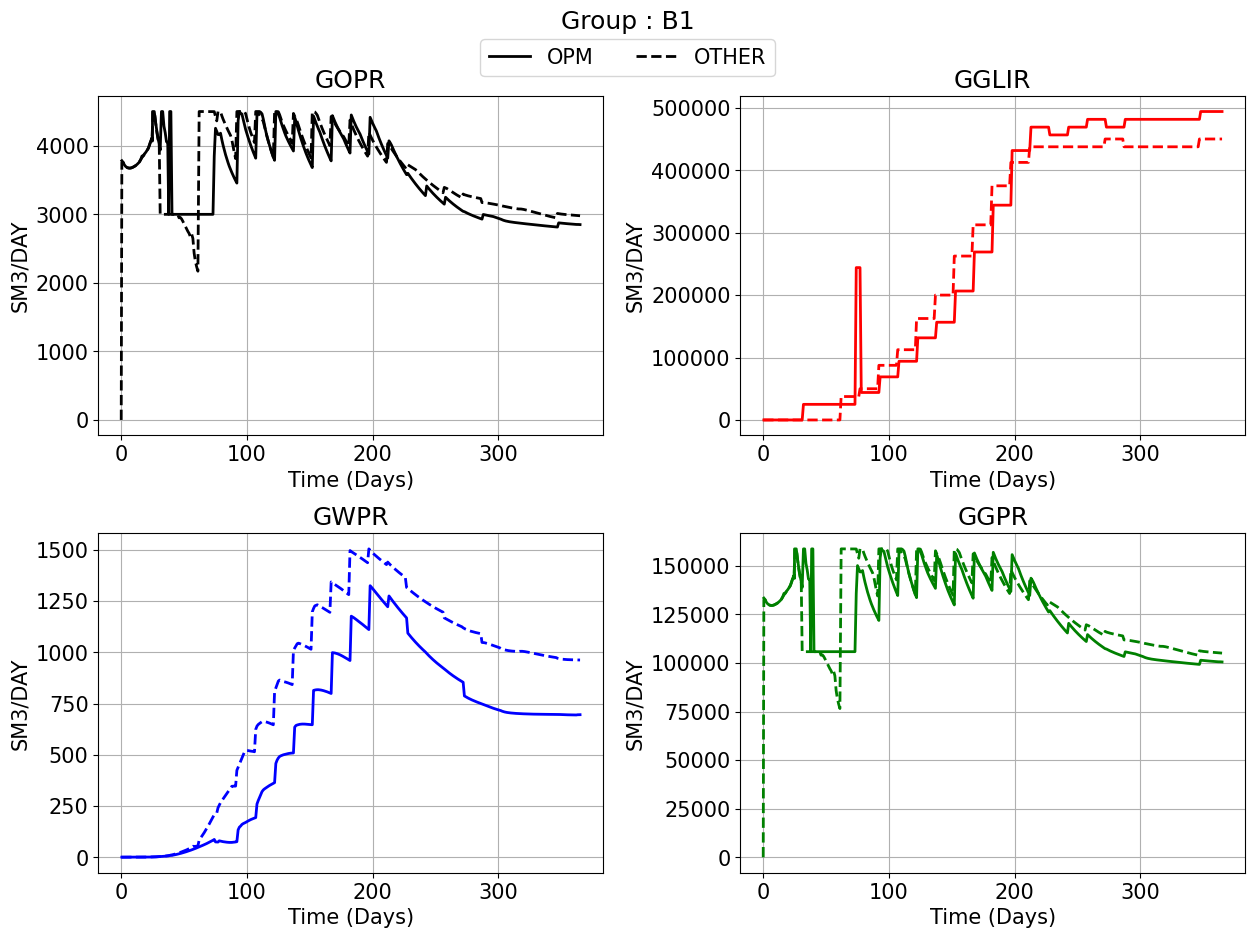 Group : B1
OPM OTHER
GOPR
GGLIR
SM3/DAY
4000
3000
2000
1000
0
0 100 200 300
Time (Days)
SM3/DAY
500000
400000
300000
200000
100000
0
0 100 200 300
Time (Days)
GWPR
GGPR
SM3/DAY
1500
1250
1000
750
500
250
0
0 100 200 300
Time (Days)
SM3/DAY
150000
125000
100000
75000
50000
25000
0
0 100 200 300
Time (Days)